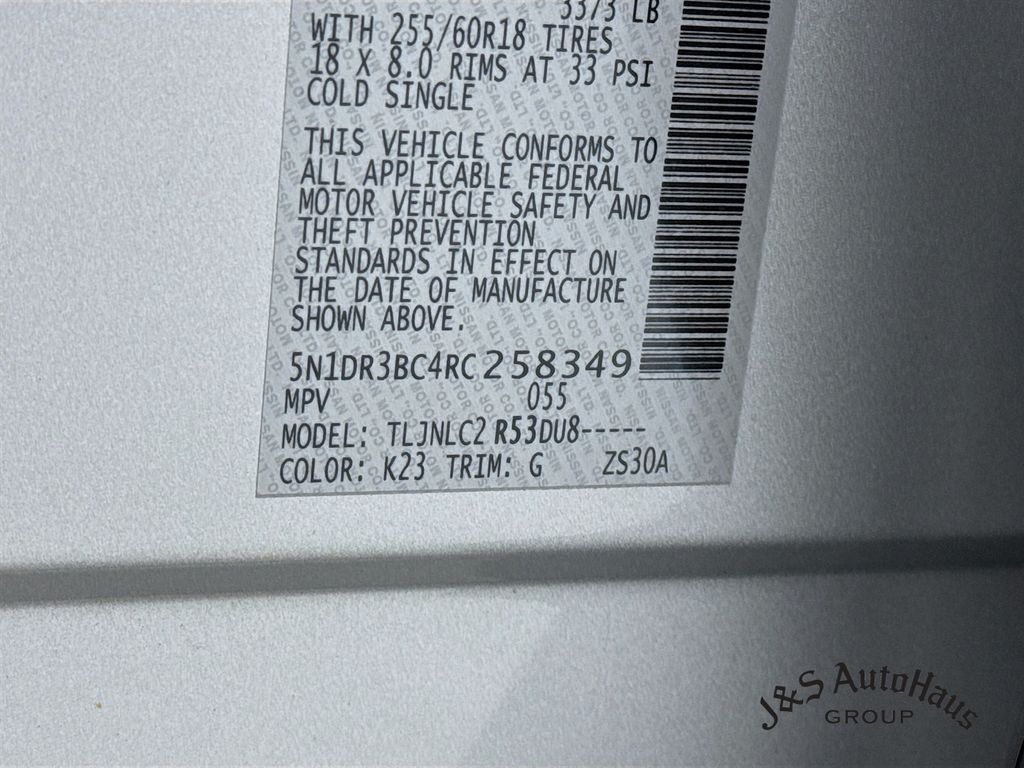 3373 LB
WITH 255/60R18 TIRES
18 X 8.0 RIMS AT 33 PSI
COLD SINGLE
THIS VEHICLE CONFORMS TO
ALL APPLICABLE FEDERAL
MOTOR VEHICLE SAFETY AND
THEFT PREVENTION
STANDARDS IN EFFECT ON
THE DATE OF MANUFACTURE
SHOWN ABOVE.
5N1DR3BC4RC258349
MPV 055
MODEL: TLJNLC2 R53DU8-----
COLOR: K23 TRIM: G ZS30A
J&S AutoHaus
GROUP